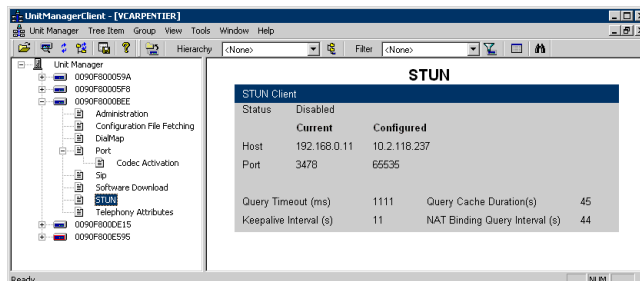 UnitManagerClient - [VCARPENTIER]
Unit Manager Tree Item Group View Tools Window Help
Hierarchy <None> Filter <None>
Unit Manager
0090F800059A
0090F80005F8
0090F8000BEE
Administration
Configuration File Fetching
DialMap
Port
Codec Activation
Sip
Software Download
STUN
Telephony Attributes
0090F800DE15
0090F800E595
STUN
STUN Client
Status Disabled
Current Configured
Host 192.168.0.11 10.2.118.237
Port 3478 65535
Query Timeout (ms) 1111 Query Cache Duration(s) 45
Keepalive Interval (s) 11 NAT Binding Query Interval (s) 44
Ready NUM